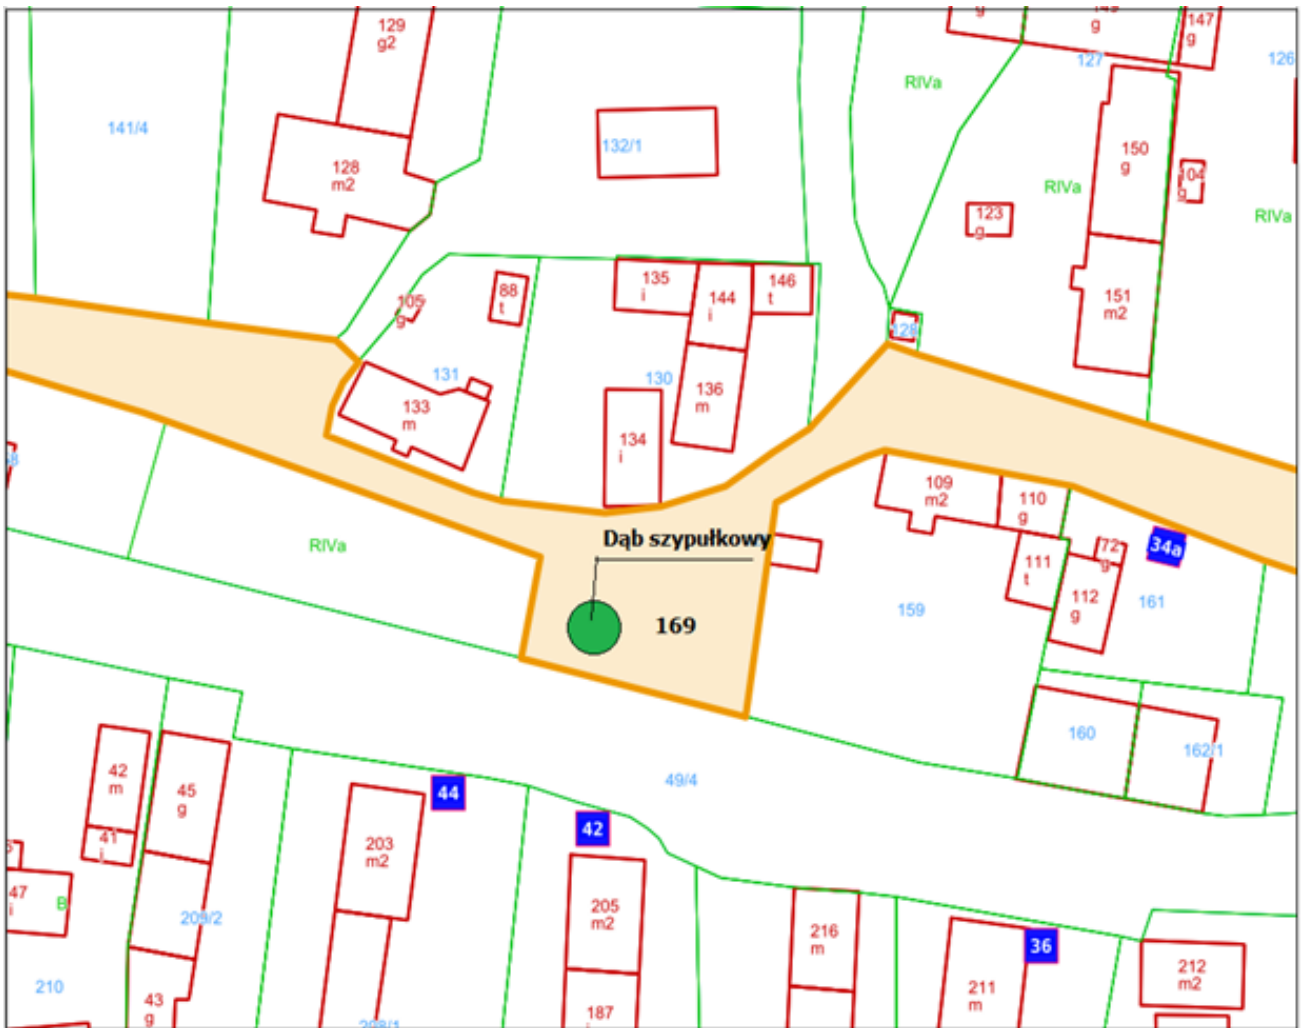 129
g2
g
g
147
g
127
126
RIVa
141/4
132/1
150
g
128
m2
RIVa
104
g
123
g
RIVa
135
i
146
t
144
i
88
t
105
g
151
m2
128
131
130
136
m
133
m
134
i
109
m2
110
g
Dąb szypułkowy
RIVa
72
g
34a
111
t
112
g
161
159
169
160
162/1
49/4
42
m
45
g
44
41
i
42
203
m2
47
i
B
209/2
205
m2
216
m
36
212
m2
210
43
g
187
211
m